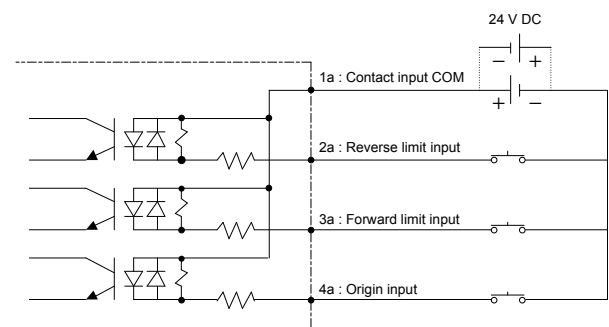 24 V DC
− +
1a : Contact input COM
+ −
2a : Reverse limit input
3a : Forward limit input
4a : Origin input